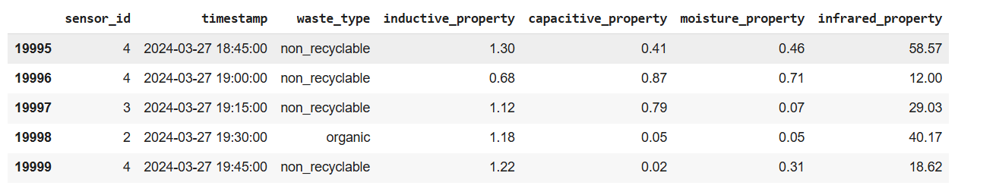 sensor_id timestamp waste_type inductive_property capacitive_property moisture_property infrared_property
19995 4 2024-03-27 18:45:00 non_recyclable 1.30 0.41 0.46 58.57
19996 4 2024-03-27 19:00:00 non_recyclable 0.68 0.87 0.71 12.00
19997 3 2024-03-27 19:15:00 non_recyclable 1.12 0.79 0.07 29.03
19998 2 2024-03-27 19:30:00 organic 1.18 0.05 0.05 40.17
19999 4 2024-03-27 19:45:00 non_recyclable 1.22 0.02 0.31 18.62